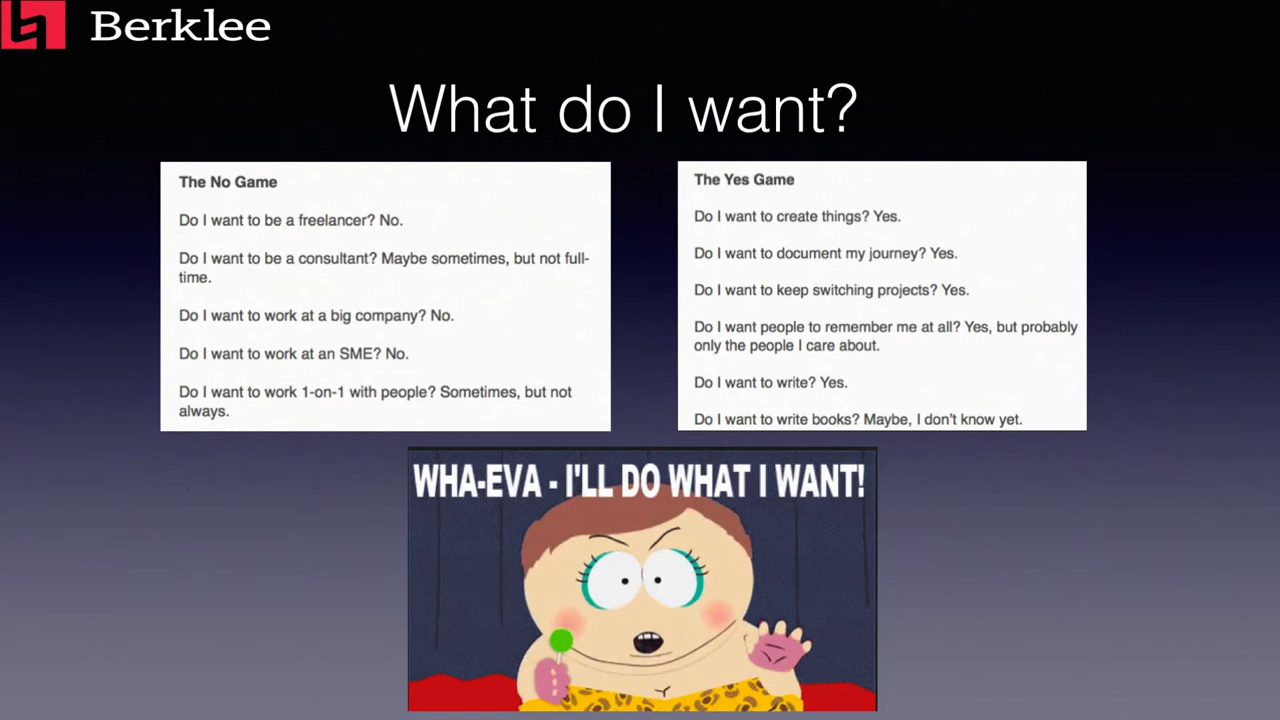 Berklee
What do I want?
The No Game
Do I want to be a freelancer? No.
Do I want to be a consultant? Maybe sometimes, but not full-
time.
Do I want to work at a big company? No.
Do I want to work at an SME? No.
Do I want to work 1-on-1 with people? Sometimes, but not
always.
The Yes Game
Do I want to create things? Yes.
Do I want to document my journey? Yes.
Do I want to keep switching projects? Yes.
Do I want people to remember me at all? Yes, but probably
only the people I care about.
Do I want to write? Yes.
Do I want to write books? Maybe, I don't know yet.
WHA-EVA - I'LL DO WHAT I WANT!